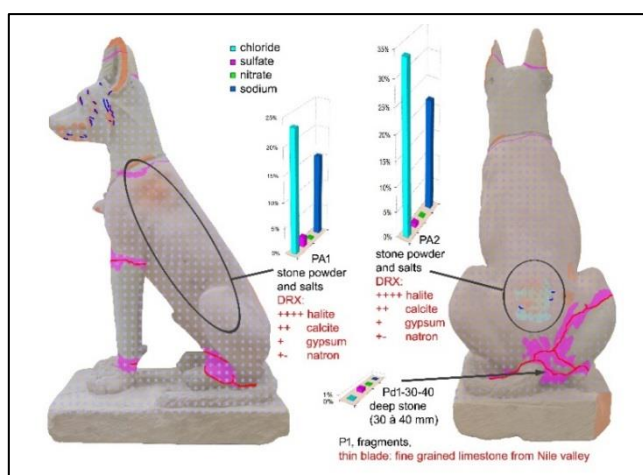 chloride
sulfate
nitrate
sodium
25%
20%
15%
10%
5%
0%
PA1
stone powder
and salts
DRX:
++++ halite
++ calcite
+ gypsum
+- natron
35%
30%
25%
20%
15%
10%
5%
0%
PA2
stone powder
and salts
DRX:
++++ halite
++ calcite
+ gypsum
+- natron
1%
0%
Pd1-30-40
deep stone
(30 à 40 mm)
P1, fragments,
thin blade: fine grained limestone from Nile valley